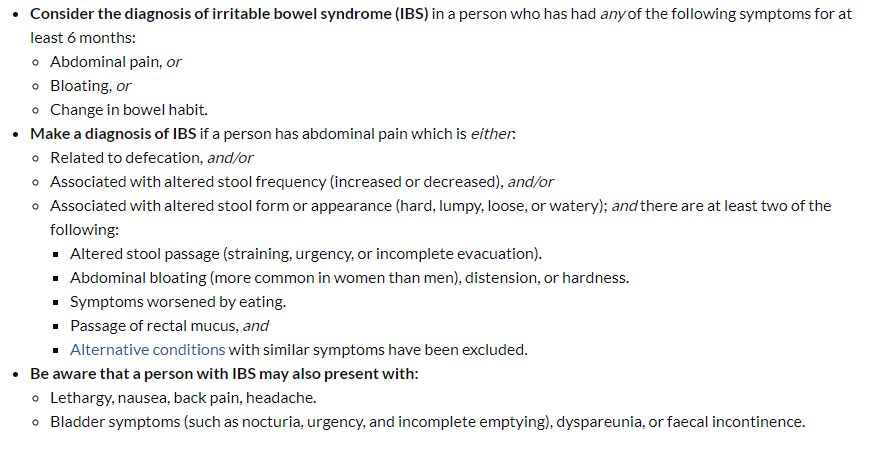 • Consider the diagnosis of irritable bowel syndrome (IBS) in a person who has had any of the following symptoms for at
least 6 months:
◦ Abdominal pain, or
◦ Bloating, or
◦ Change in bowel habit.
• Make a diagnosis of IBS if a person has abdominal pain which is either:
◦ Related to defecation, and/or
◦ Associated with altered stool frequency (increased or decreased), and/or
◦ Associated with altered stool form or appearance (hard, lumpy, loose, or watery); and there are at least two of the
following:
▪ Altered stool passage (straining, urgency, or incomplete evacuation).
▪ Abdominal bloating (more common in women than men), distension, or hardness.
▪ Symptoms worsened by eating.
▪ Passage of rectal mucus, and
▪ Alternative conditions with similar symptoms have been excluded.
• Be aware that a person with IBS may also present with:
◦ Lethargy, nausea, back pain, headache.
◦ Bladder symptoms (such as nocturia, urgency, and incomplete emptying), dyspareunia, or faecal incontinence.